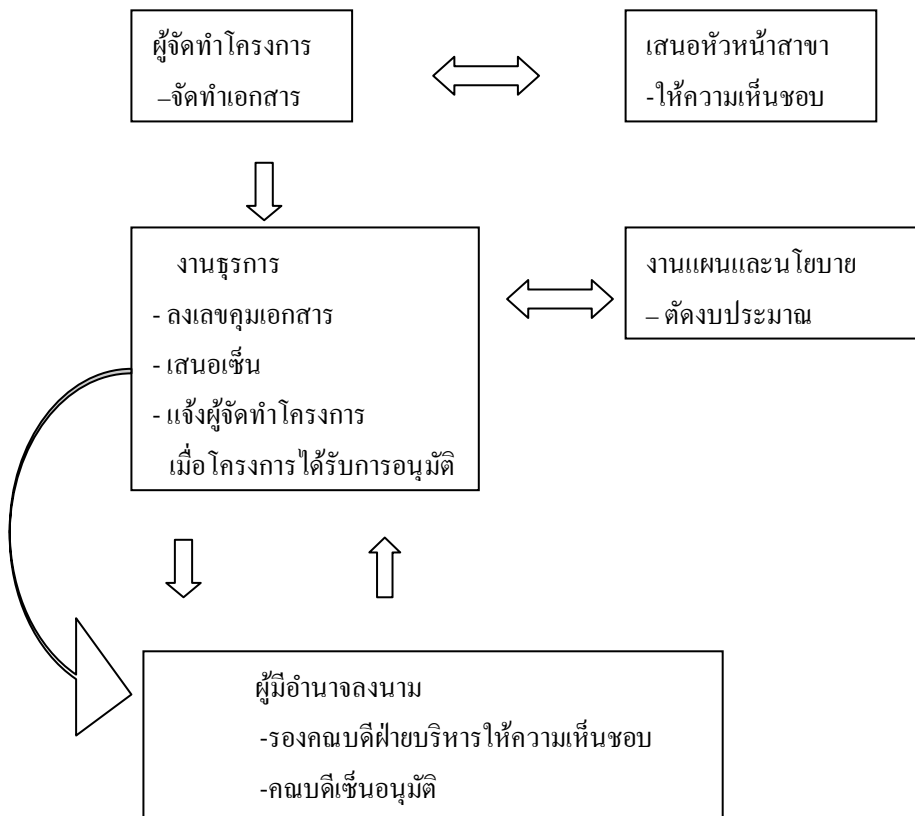 ผู้จัดทำโครงการ
–จัดทำเอกสาร
เสนอหัวหน้าสาขา
-ให้ความเห็นชอบ
งานธุรการ
- ลงเลขคุมเอกสาร
- เสนอเซ็น
- แจ้งผู้จัดทำโครงการ
เมื่อโครงการได้รับการอนุมัติ
งานแผนและนโยบาย
– ตัดงบประมาณ
ผู้มีอำนาจลงนาม
-รองคณบดีฝ่ายบริหารให้ความเห็นชอบ
-คณบดีเซ็นอนุมัติ